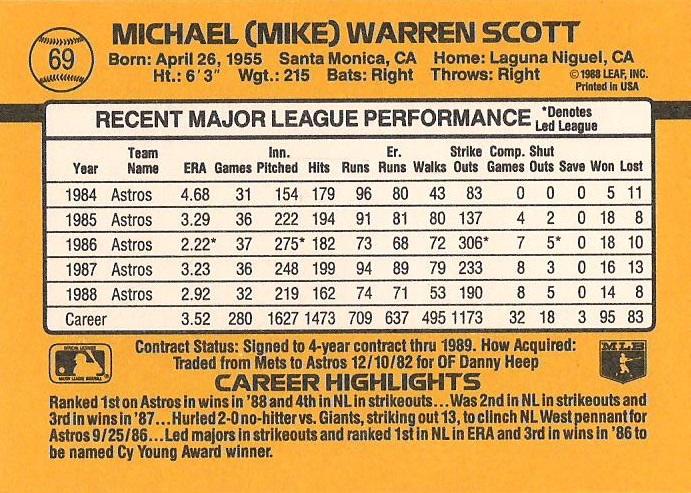 69
MICHAEL (MIKE) WARREN SCOTT
Born: April 26, 1955 Santa Monica, CA Home: Laguna Niguel, CA
Ht.: 6'3" Wgt.: 215 Bats: Right Throws: Right ©1988 LEAF, INC.
Printed in USA
RECENT MAJOR LEAGUE PERFORMANCE *Denotes
Led League
Year Team Name ERA Games Inn. Pitched Hits Runs Er. Runs Walks Strike Outs Comp. Games Shut Outs Save Won Lost
1984 Astros 4.68 31 154 179 96 80 43 83 0 0 0 5 11
1985 Astros 3.29 36 222 194 91 81 80 137 4 2 0 18 8
1986 Astros 2.22* 37 275* 182 73 68 72 306* 7 5* 0 18 10
1987 Astros 3.23 36 248 199 94 89 79 233 8 3 0 16 13
1988 Astros 2.92 32 219 162 74 71 53 190 8 5 0 14 8
Career 3.52 280 1627 1473 709 637 495 1173 32 18 3 95 83
Contract Status: Signed to 4-year contract thru 1989. How Acquired:
Traded from Mets to Astros 12/10/82 for OF Danny Heep
OFFICIAL LICENSEE
MAJOR LEAGUE BASEBALL
MLB
CAREER HIGHLIGHTS
Ranked 1st on Astros in wins in '88 and 4th in NL in strikeouts...Was 2nd in NL in strikeouts and
3rd in wins in '87...Hurled 2-0 no-hitter vs. Giants, striking out 13, to clinch NL West pennant for
Astros 9/25/86...Led majors in strikeouts and ranked 1st in NL in ERA and 3rd in wins in '86 to
be named Cy Young Award winner.